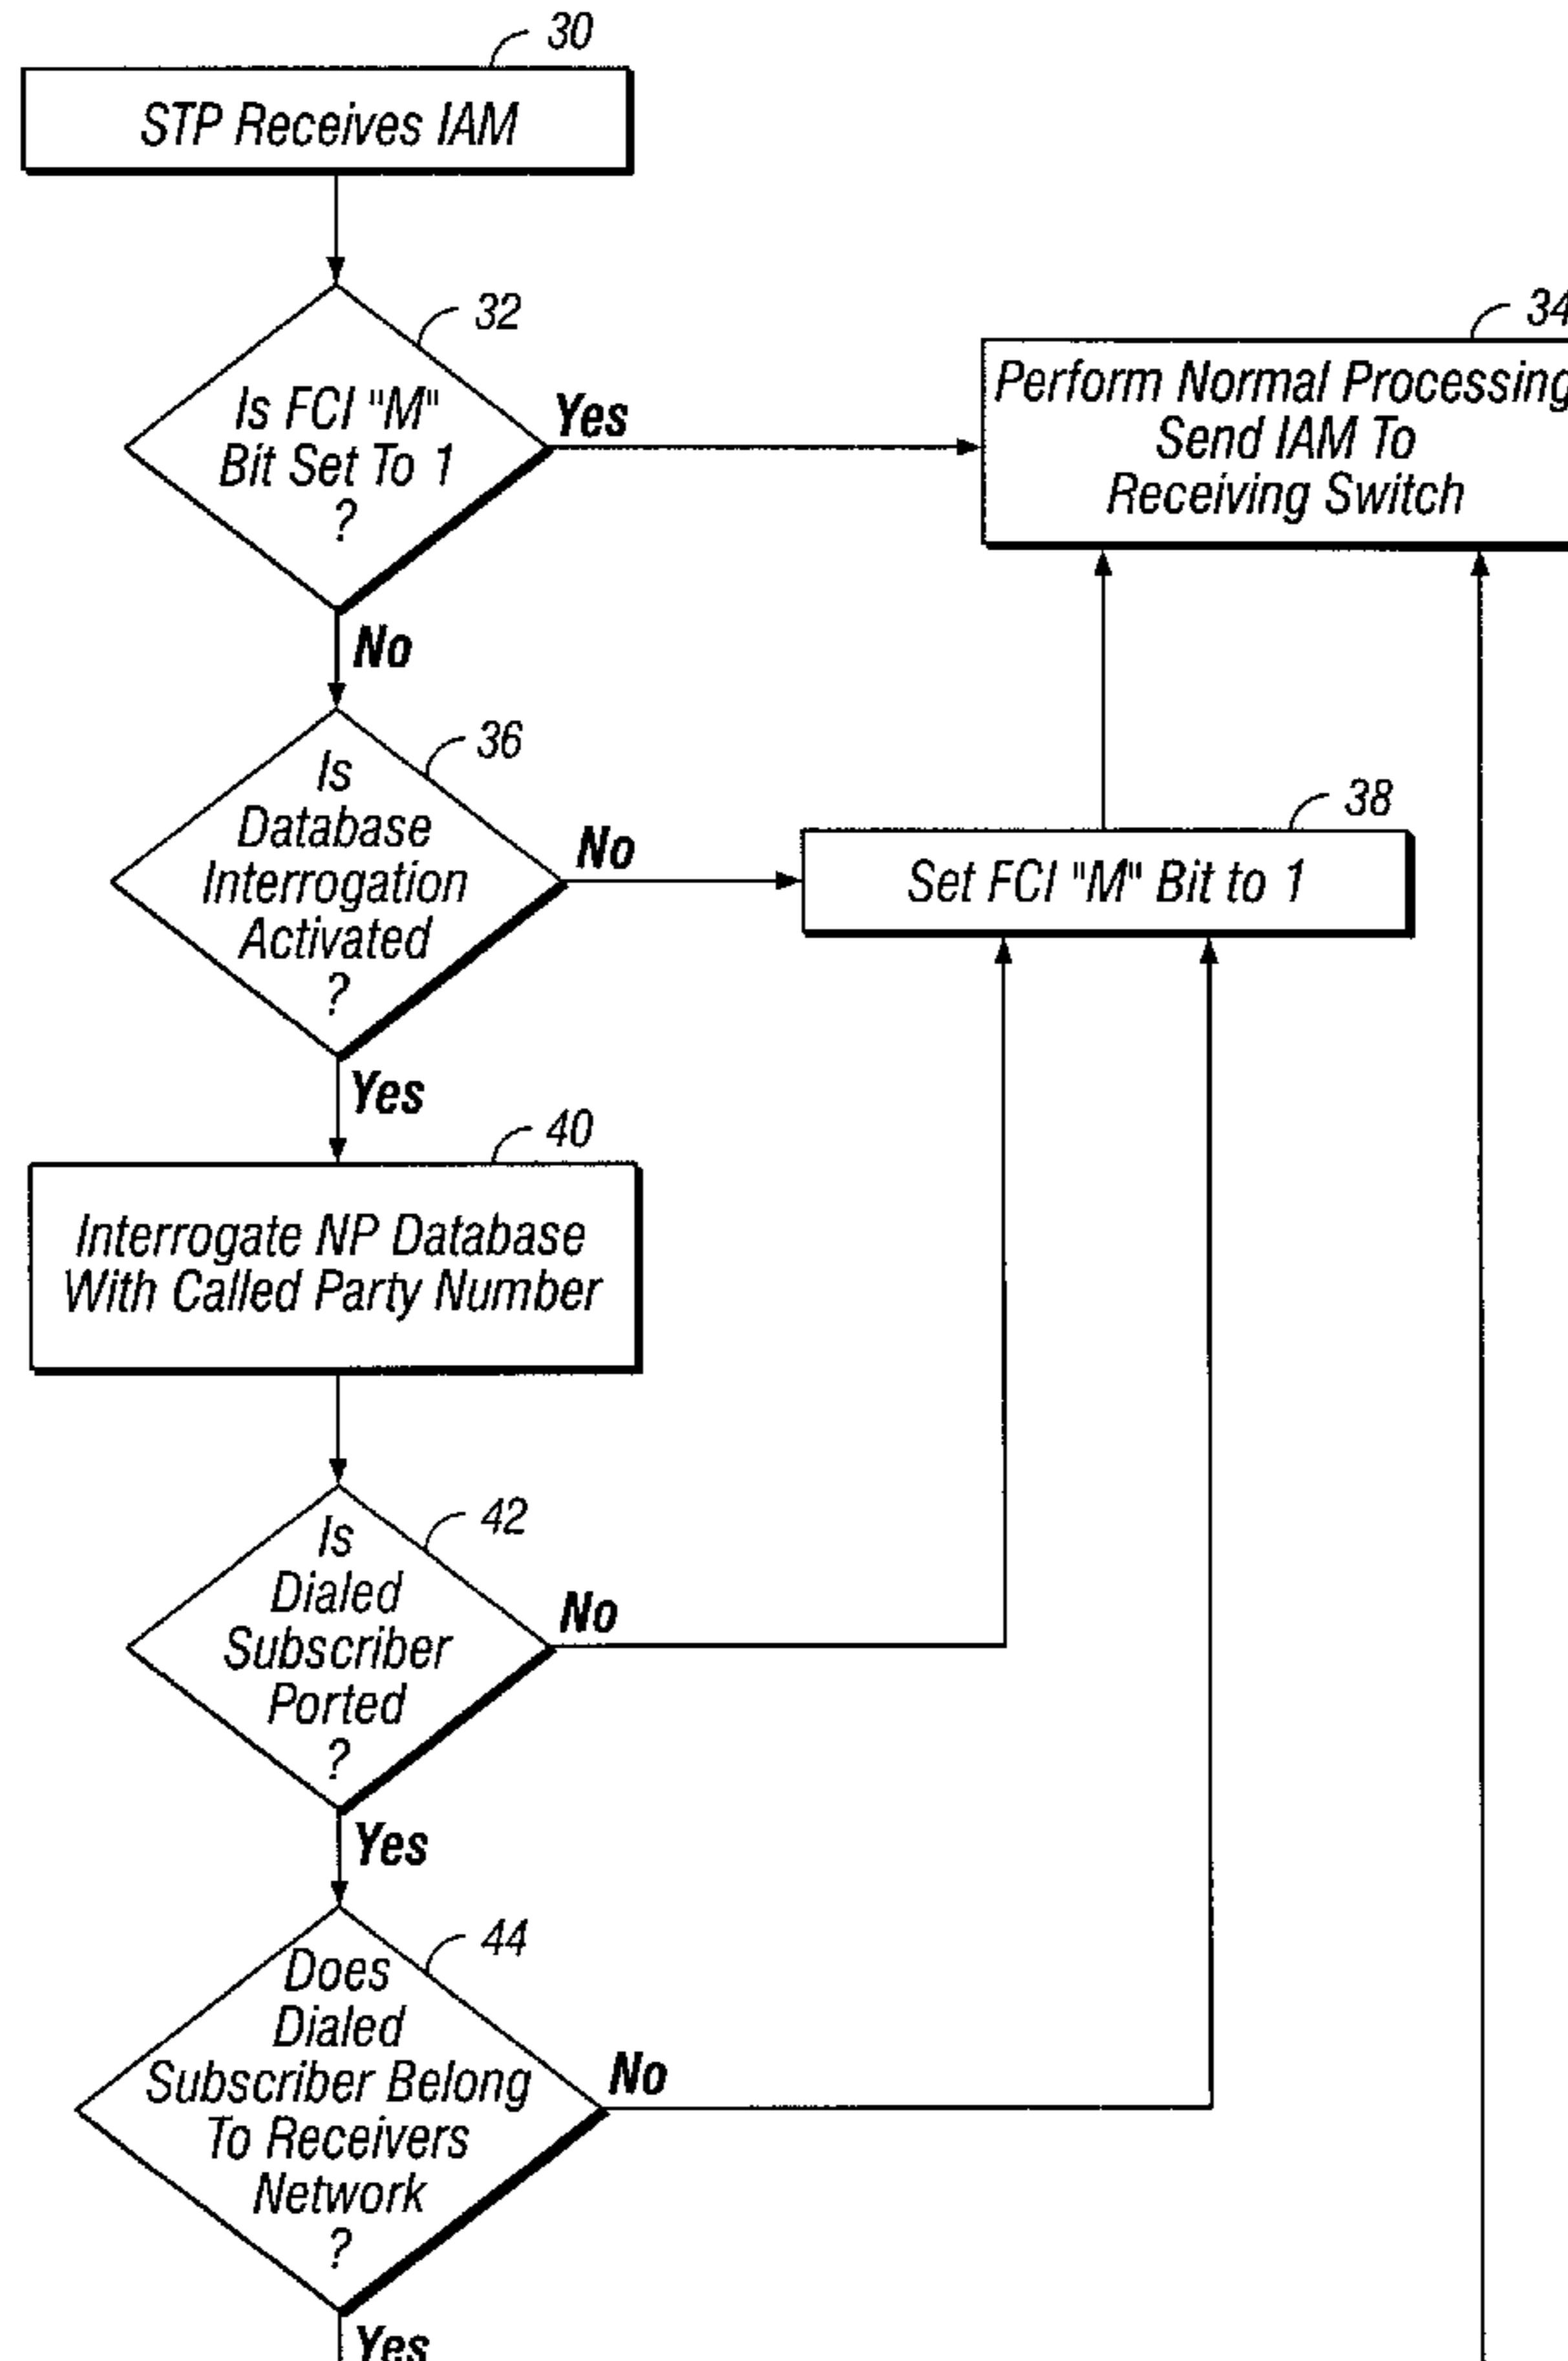 30
STP Receives IAM
32
Is FCI "M"
Bit Set To 1
?
Yes
No
34
Perform Normal Processing
Send IAM To
Receiving Switch
36
Is
Database
Interrogation
Activated
?
No
Yes
38
Set FCI "M" Bit to 1
40
Interrogate NP Database
With Called Party Number
42
Is
Dialed
Subscriber
Ported
?
No
Yes
44
Does
Dialed
Subscriber Belong
To Receivers
Network
?
No
Yes